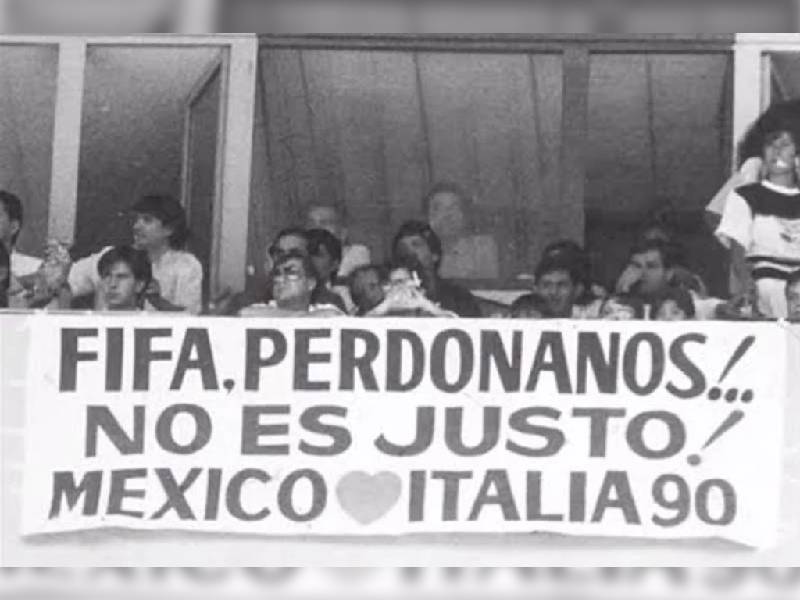 FIFA, PERDONANOS!...
NO ES JUSTO!
MEXICO ITALIA 90